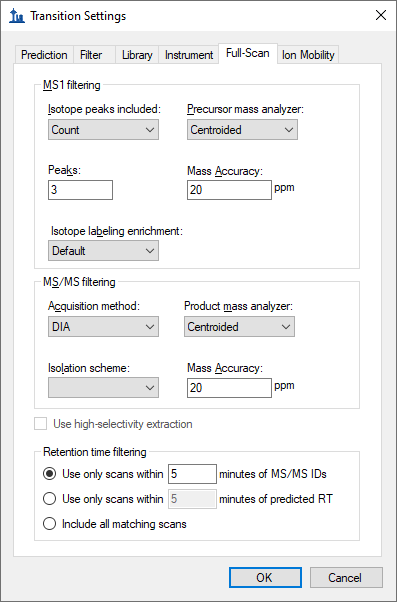 Transition Settings
Prediction Filter Library Instrument Full-Scan Ion Mobility
MS1 filtering
Isotope peaks included: Precursor mass analyzer:
Count Centroided
Peaks: Mass Accuracy:
3 20 ppm
Isotope labeling enrichment:
Default
MS/MS filtering
Acquisition method: Product mass analyzer:
DIA Centroided
Isolation scheme: Mass Accuracy:
20 ppm
Use high-selectivity extraction
Retention time filtering
Use only scans within 5 minutes of MS/MS IDs
Use only scans within 5 minutes of predicted RT
Include all matching scans
OK Cancel